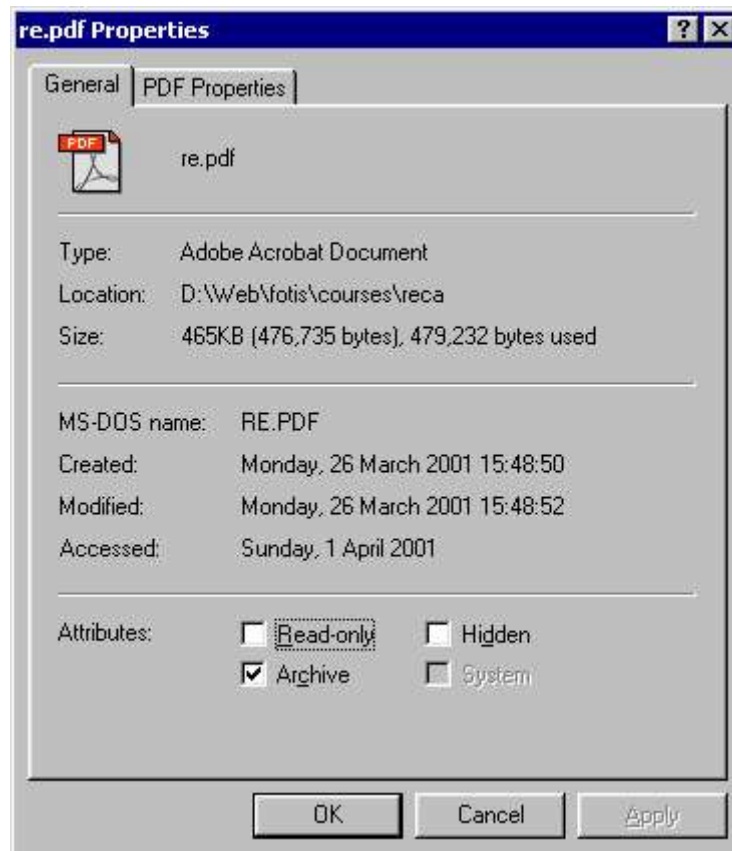 re.pdf Properties
General PDF Properties
PDF
re.pdf
Type: Adobe Acrobat Document
Location: D:\Web\fotis\courses\reca
Size: 465KB (476,735 bytes), 479,232 bytes used
MS-DOS name: RE.PDF
Created: Monday, 26 March 2001 15:48:50
Modified: Monday, 26 March 2001 15:48:52
Accessed: Sunday, 1 April 2001
Attributes: Read-only Hidden
Archive System
OK Cancel Apply